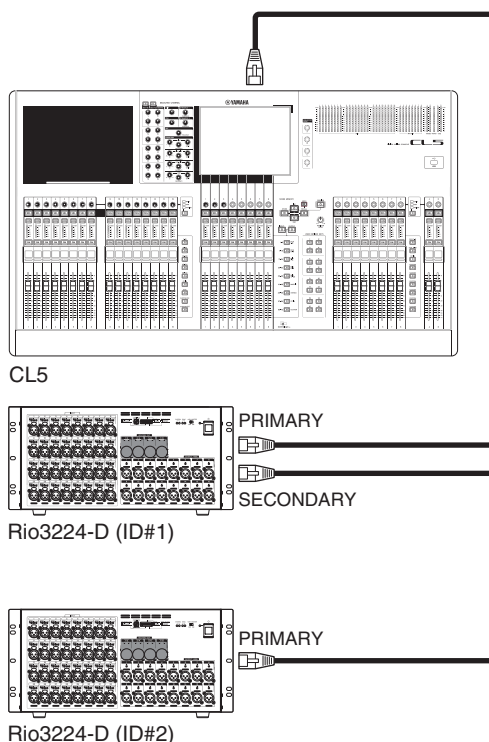 YAMAHA
CL5
CL5
PRIMARY
SECONDARY
Rio3224-D (ID#1)
PRIMARY
Rio3224-D (ID#2)